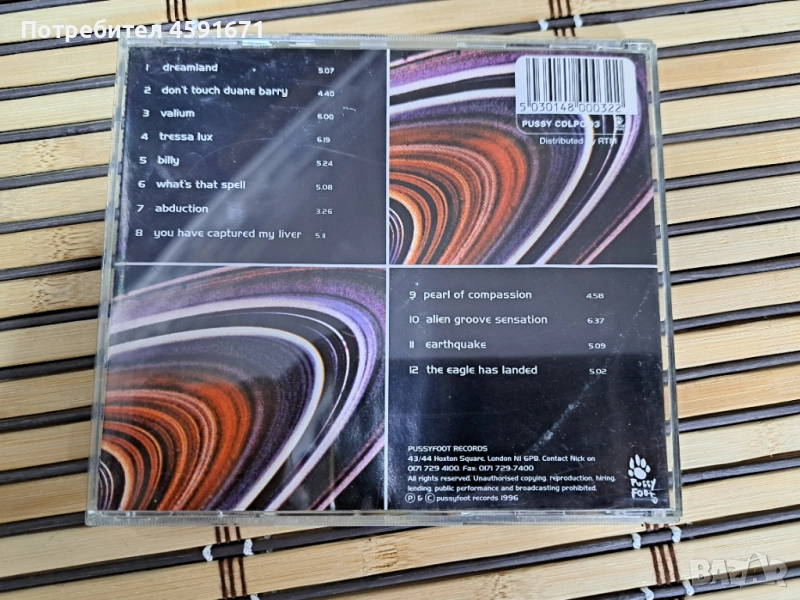 Потребител 4591671
1 dreamland 5.07
2 don't touch duane barry 4.40
3 valium 6.00
4 tressa lux 6.19
5 billy 5.24
6 what's that spell 5.08
7 abduction 3.26
8 you have captured my liver 5.11
5 030148 000322
PUSSY CDLP 003
Distributed by RTM
9 pearl of compassion 4.58
10 alien groove sensation 6.37
11 earthquake 5.09
12 the eagle has landed 5.02
PUSSYFOOT RECORDS
43/44 Hoxton Square, London N1 6PB. Contact Nick on
0171 729 4100. Fax: 0171 729-7400
All rights reserved. Unauthorised copying, reproduction, hiring,
lending, public performance and broadcasting prohibited.
℗ & © pussyfoot records 1996
PUSSY
FOOT
BAZAR